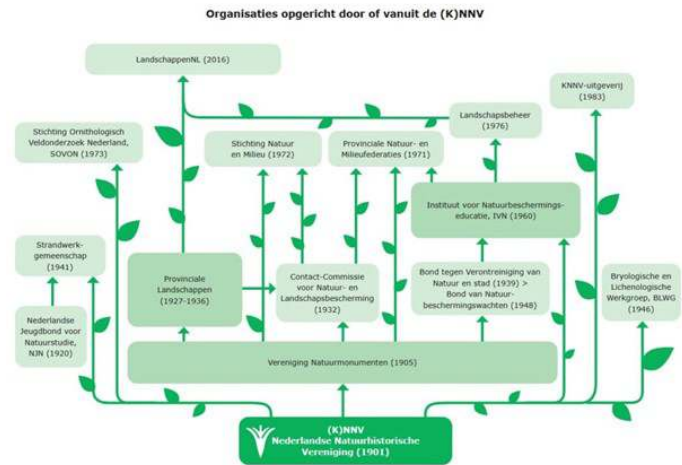 Organisaties opgericht door of vanuit de (K)NNV
LandschappenNL (2016)
KNNV-uitgeverij
(1983)
Landschapsbeheer
(1976)
Stichting Ornithologisch
Veldonderzoek Nederland,
SOVON (1973)
Stichting Natuur
en Milieu (1972)
Provinciale Natuur- en
Milieufederaties (1971)
Instituut voor Natuurbeschermings-
educatie, IVN (1960)
Strandwerk-
gemeenschap
(1941)
Provinciale
Landschappen
(1927-1936)
Contact-Commissie
voor Natuur- en
Landschapsbescherming
(1932)
Bond tegen Verontreiniging van
Natuur en stad (1939) >
Bond van Natuur-
beschermingswachten (1948)
Bryologische en
Lichenologische
Werkgroep, BLWG
(1946)
Nederlandse
Jeugdbond voor
Natuurstudie,
NJN (1920)
Vereniging Natuurmonumenten (1905)
(K)NNV
Nederlandse Natuurhistorische
Vereniging (1901)